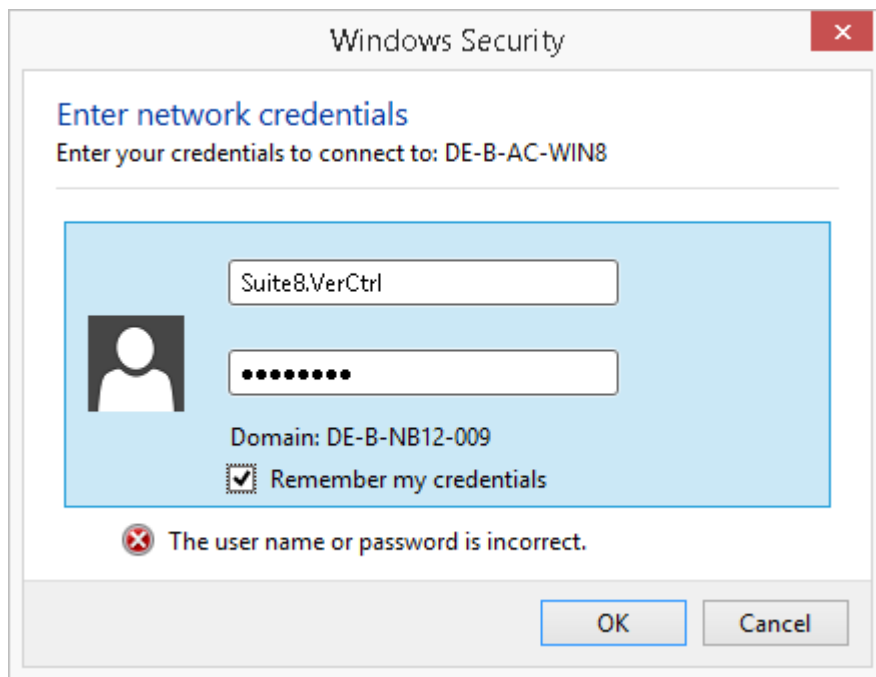 Windows Security
Enter network credentials
Enter your credentials to connect to: DE-B-AC-WIN8
Suite8.VerCtrl
●●●●●●●●
Domain: DE-B-NB12-009
Remember my credentials
The user name or password is incorrect.
OK Cancel